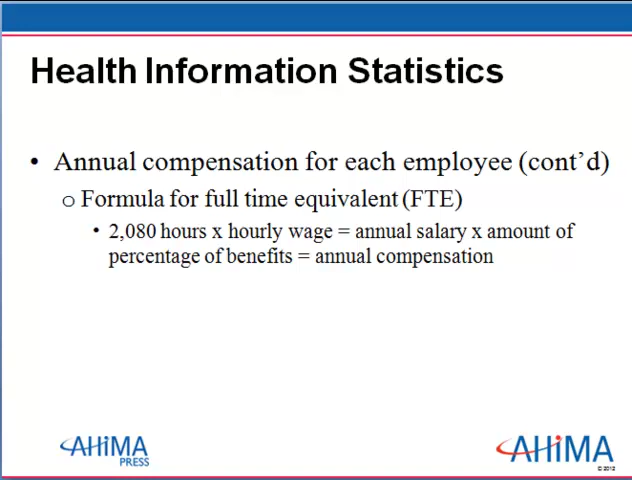 Health Information Statistics
• Annual compensation for each employee (cont’d)
o Formula for full time equivalent (FTE)
• 2,080 hours x hourly wage = annual salary x amount of
percentage of benefits = annual compensation
AHiMA
PRESS
AHiMA
© 2012